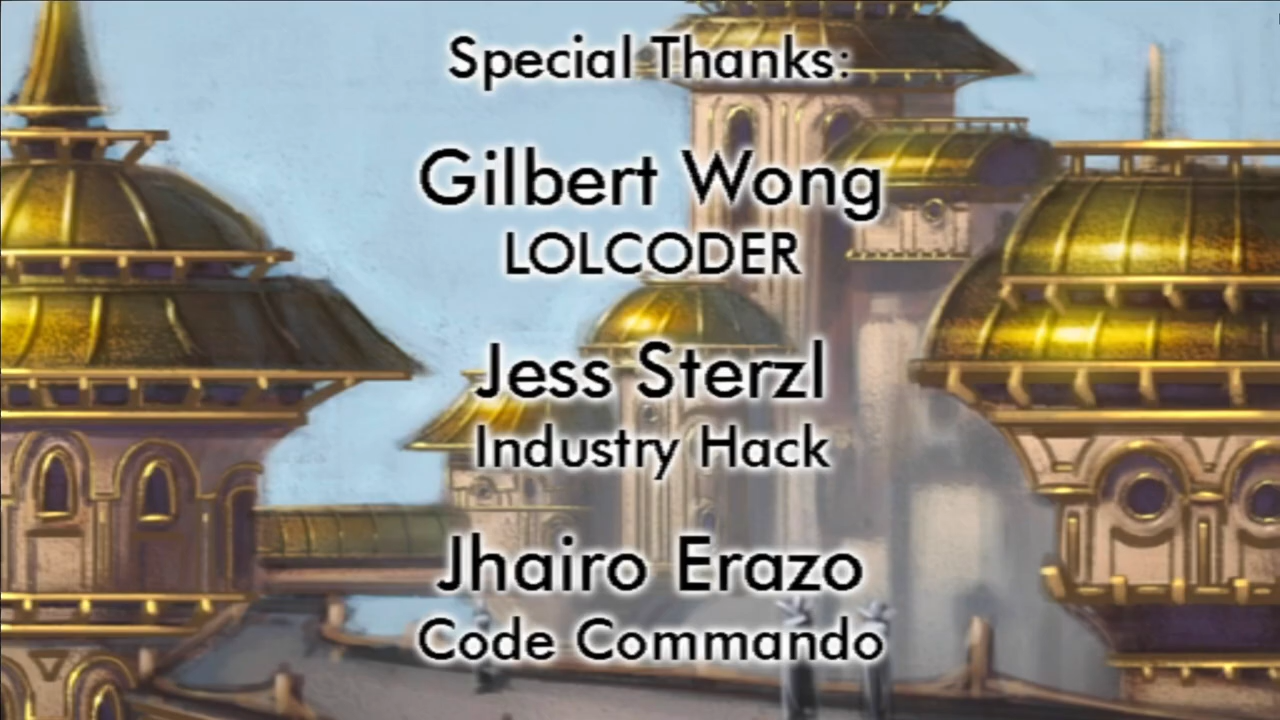 Special Thanks:
Gilbert Wong
LOLCODER
Jess Sterzl
Industry Hack
Jhairo Erazo
Code Commando